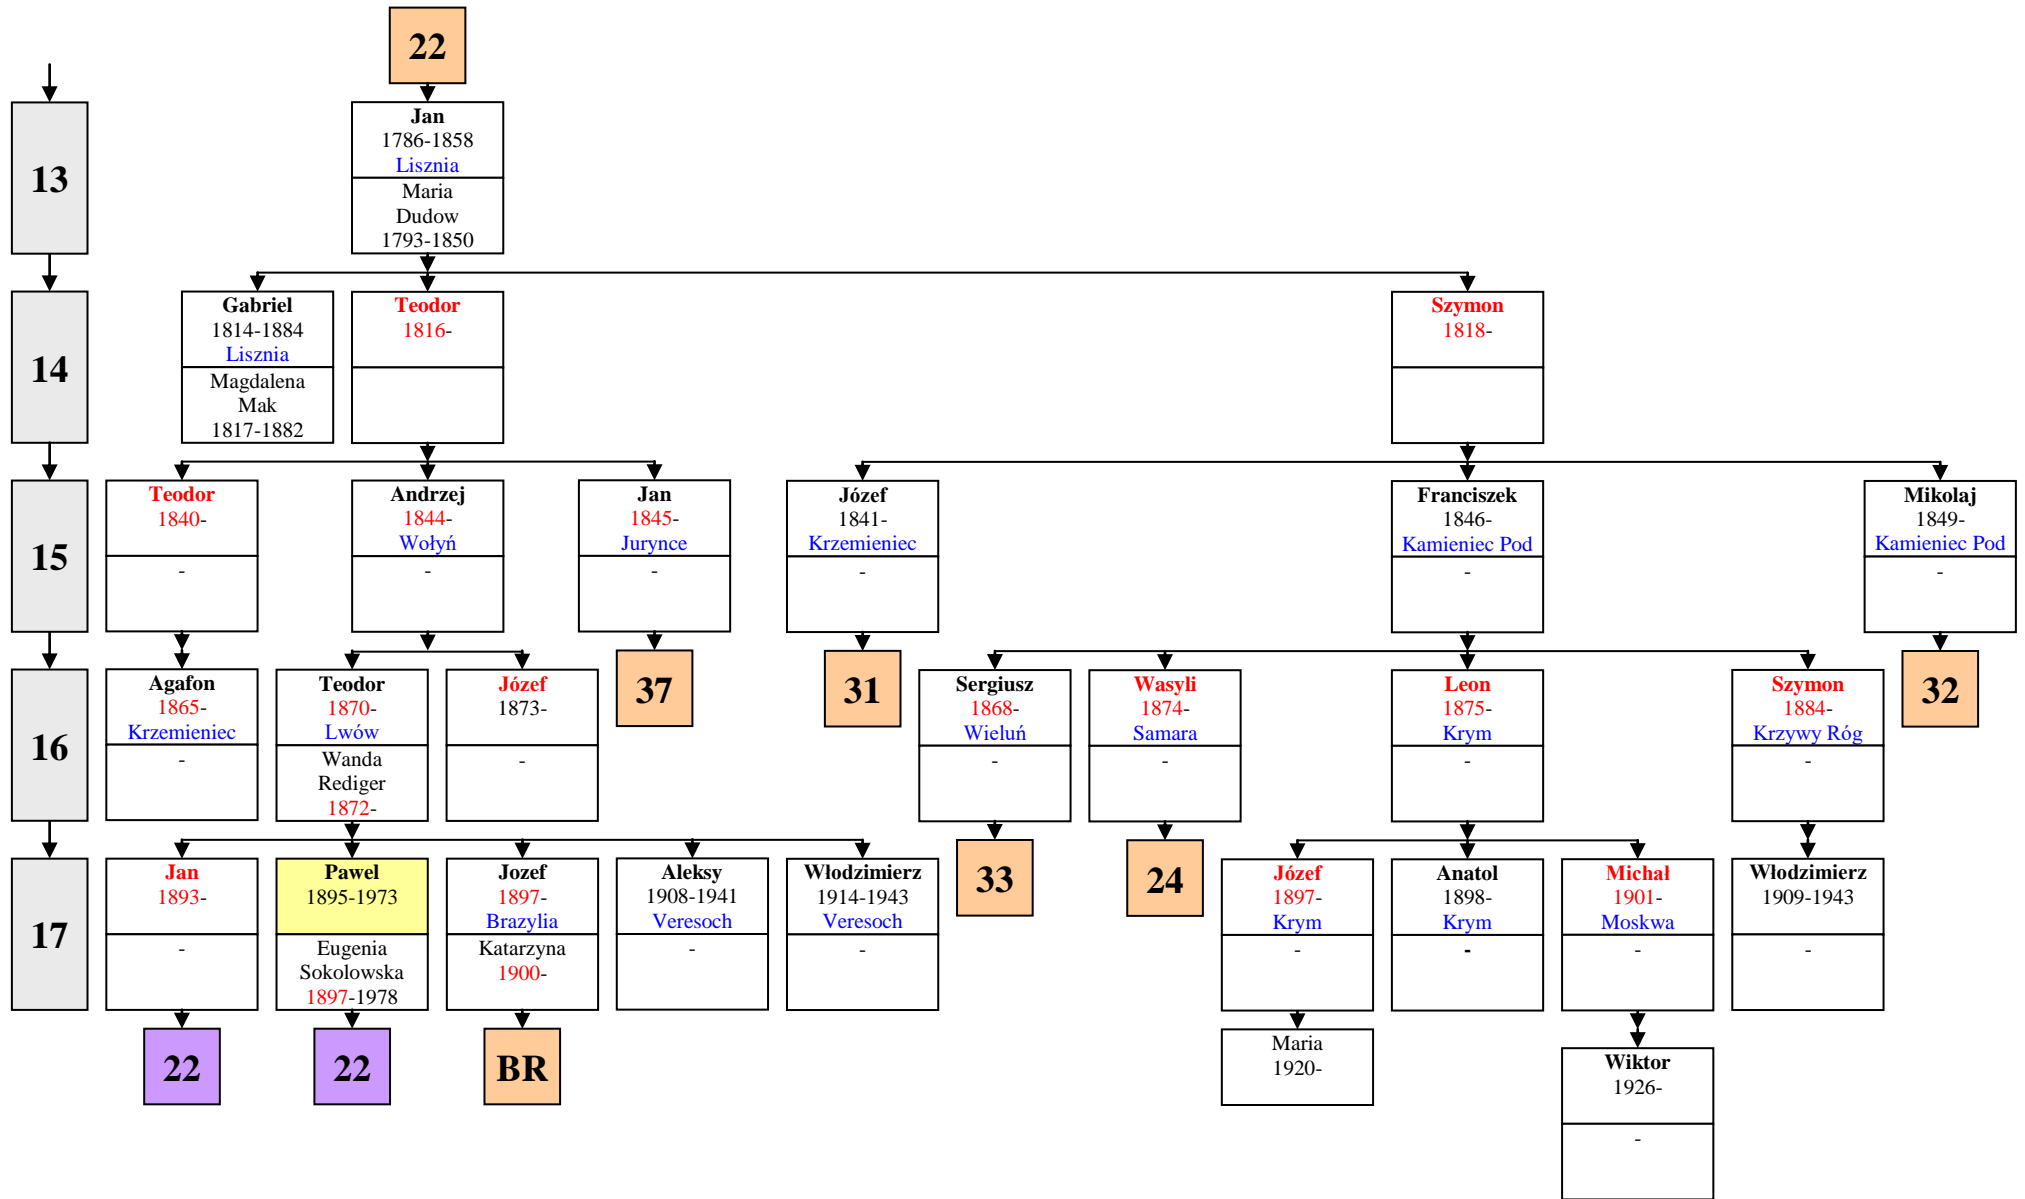 22
13
Jan
1786-1858
Lisznia
Maria
Dudow
1793-1850
14
Gabriel
1814-1884
Lisznia
Magdalena
Mak
1817-1882
Teodor
1816-
Szymon
1818-
15
Teodor
1840-
-
Andrzej
1844-
Wołyń
-
Jan
1845-
Jurynce
-
Józef
1841-
Krzemieniec
-
Franciszek
1846-
Kamieniec Pod
-
Mikolaj
1849-
Kamieniec Pod
-
16
Agafon
1865-
Krzemieniec
-
Teodor
1870-
Lwów
Wanda
Rediger
1872-
Józef
1873-
-
37
31
Sergiusz
1868-
Wieluń
-
Wasyli
1874-
Samara
-
Leon
1875-
Krym
-
Szymon
1884-
Krzywy Róg
-
32
17
Jan
1893-
-
Pawel
1895-1973
Eugenia
Sokolowska
1897-1978
Jozef
1897-
Brazylia
Katarzyna
1900-
Aleksy
1908-1941
Veresoch
-
Włodzimierz
1914-1943
Veresoch
-
33
24
Józef
1897-
Krym
-
Anatol
1898-
Krym
-
Michał
1901-
Moskwa
-
Włodzimierz
1909-1943
-
22
22
BR
Maria
1920-
Wiktor
1926-
-